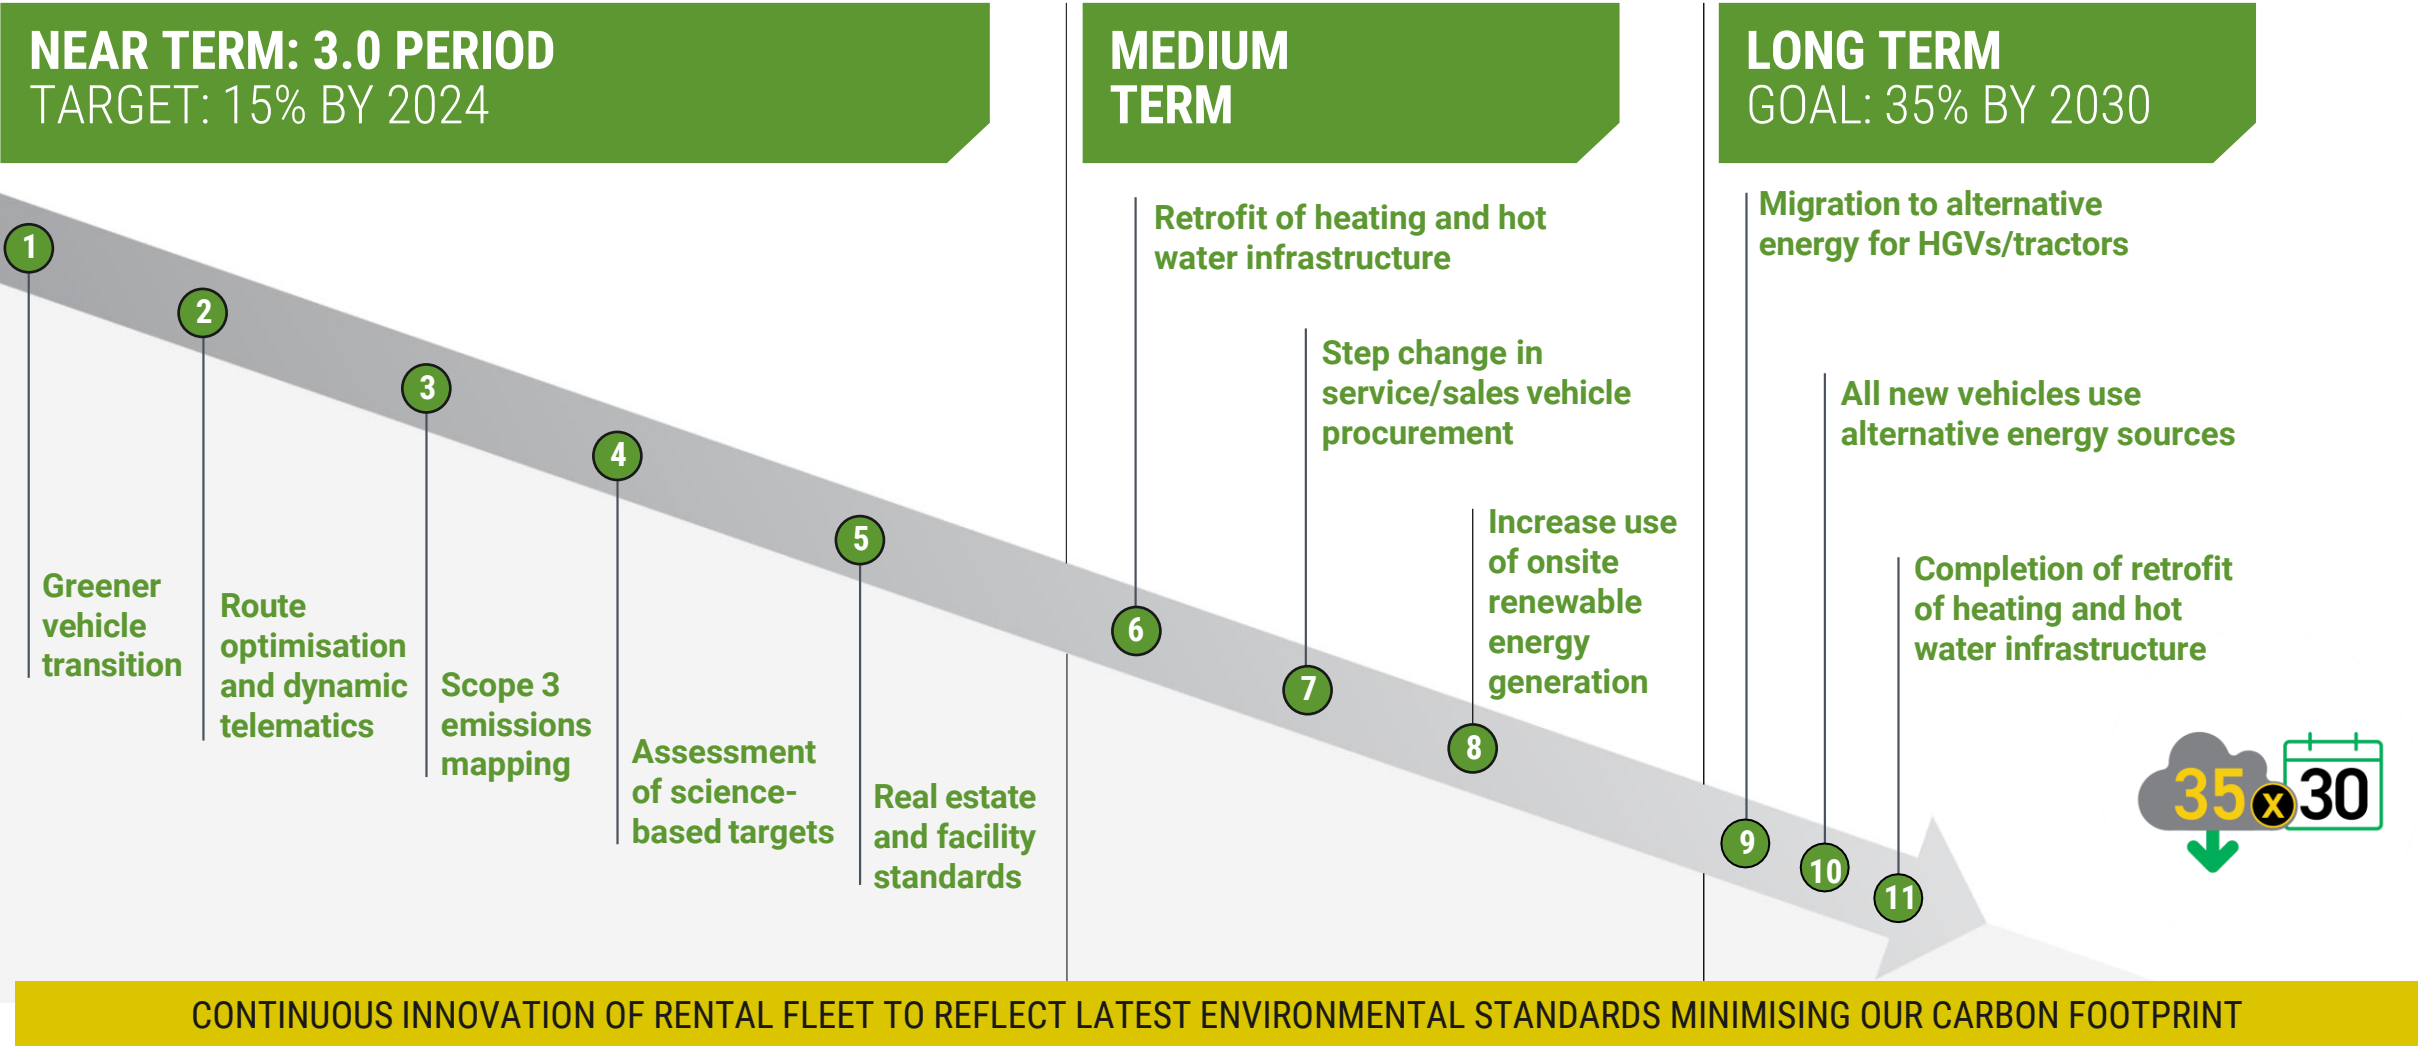 NEAR TERM: 3.0 PERIOD
TARGET: 15% BY 2024
MEDIUM
TERM
LONG TERM
GOAL: 35% BY 2030
1
Greener
vehicle
transition
2
Route
optimisation
and dynamic
telematics
3
Scope 3
emissions
mapping
4
Assessment
of science-
based targets
5
Real estate
and facility
standards
Retrofit of heating and hot
water infrastructure
6
Step change in
service/sales vehicle
procurement
7
Increase use
of onsite
renewable
energy
generation
8
Migration to alternative
energy for HGVs/tractors
9
All new vehicles use
alternative energy sources
10
Completion of retrofit
of heating and hot
water infrastructure
11
35 X 30
CONTINUOUS INNOVATION OF RENTAL FLEET TO REFLECT LATEST ENVIRONMENTAL STANDARDS MINIMISING OUR CARBON FOOTPRINT